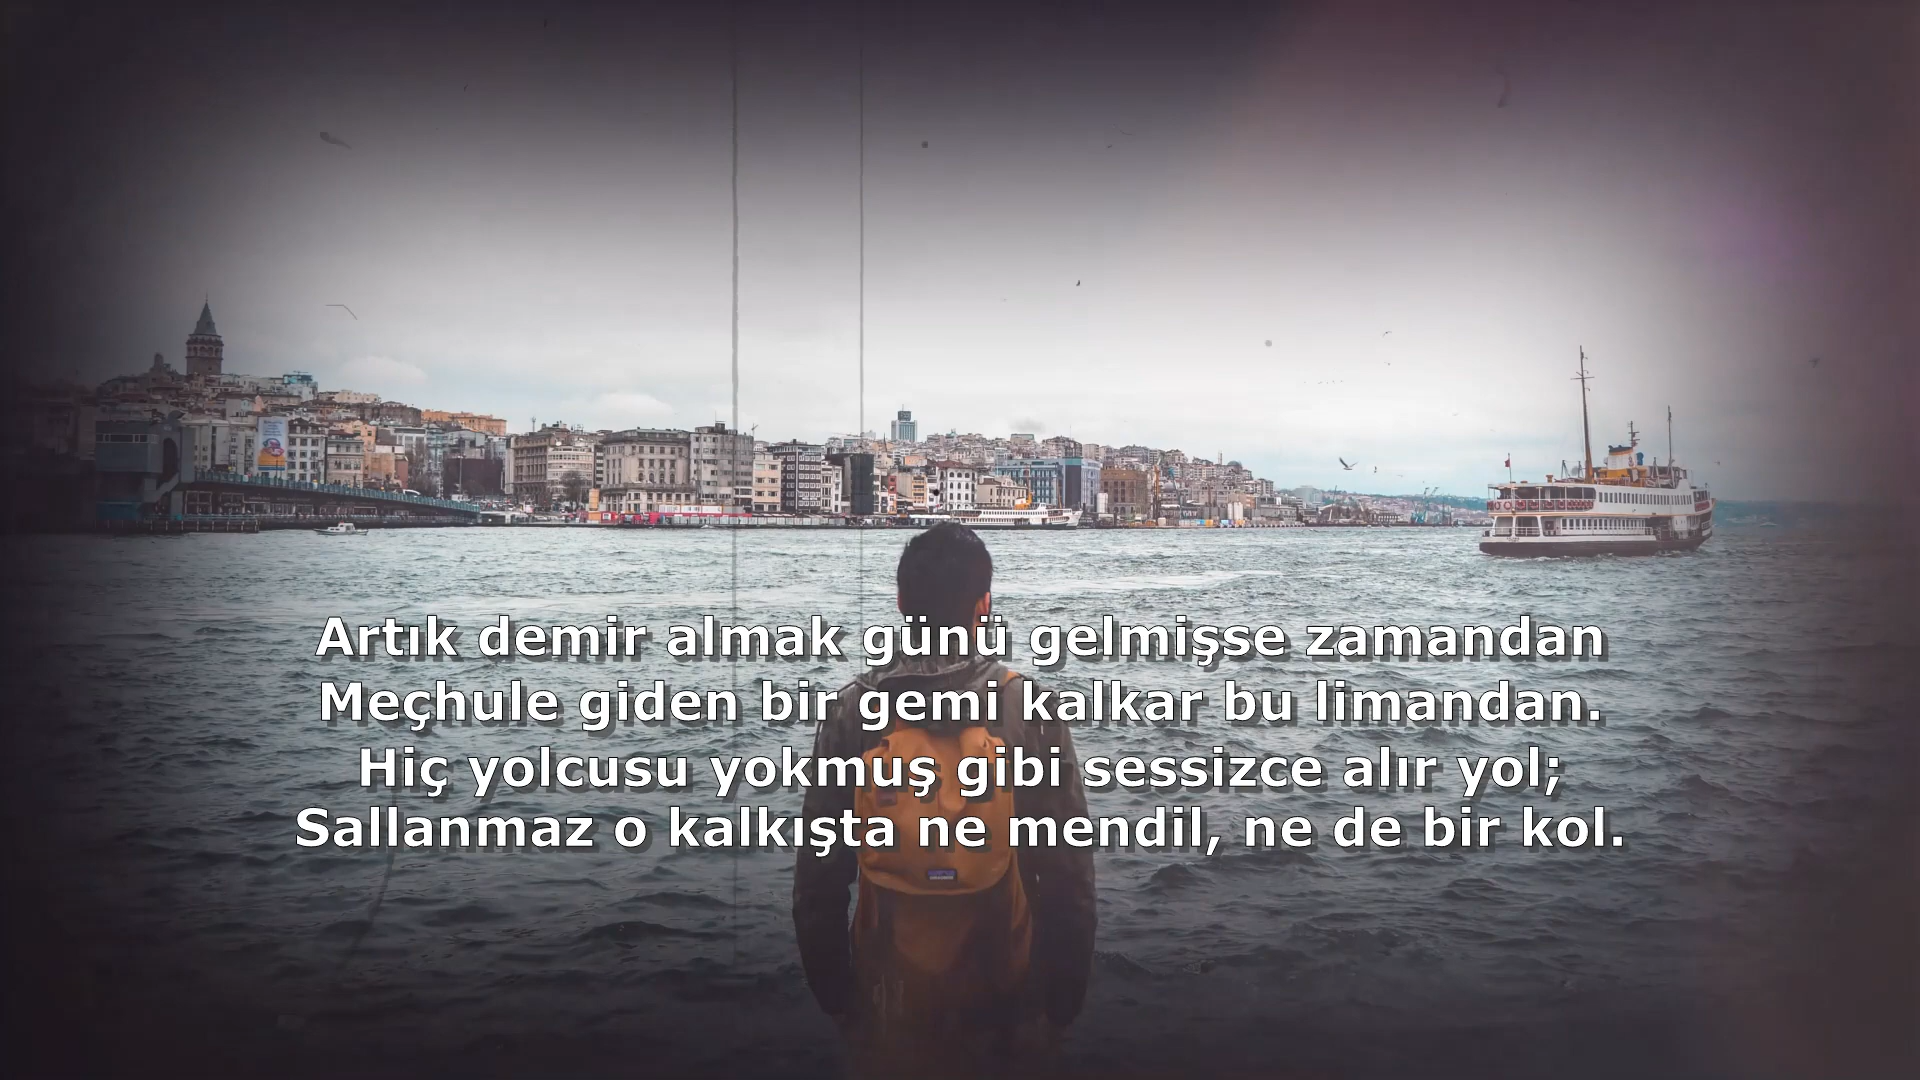 Artık demir almak günü gelmişse zamandan
Meçhule giden bir gemi kalkar bu limandan.
Hiç yolcusu yokmuş gibi sessizce alır yol;
Sallanmaz o kalkışta ne mendil, ne de bir kol.